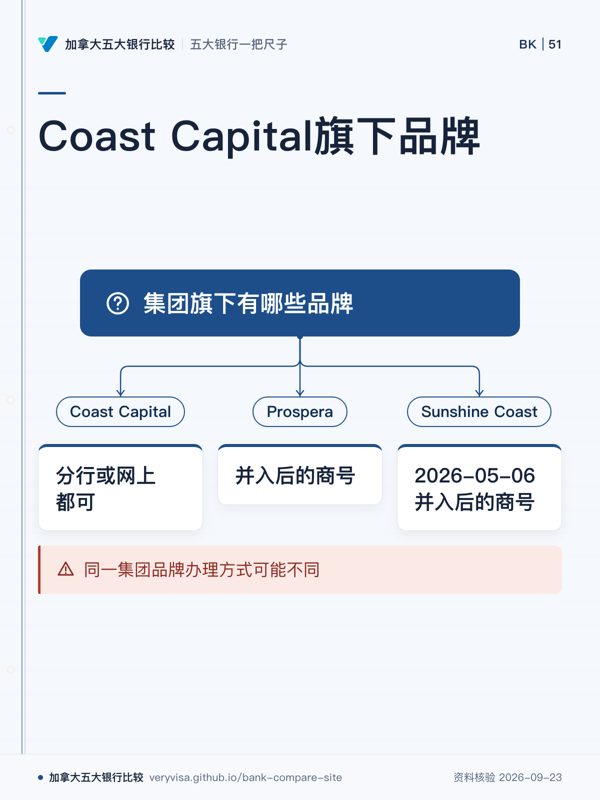 加拿大五大银行比较 五大银行一把尺子 BK 51
Coast Capital旗下品牌
集团旗下有哪些品牌
Coast Capital Prospera Sunshine Coast
分行或网上
都可
并入后的商号
2026–05–06
并入后的商号
同一集团品牌办理方式可能不同
加拿大五大银行比较 veryvisa.github.io/bank-compare-site 资料核验 2026-09-23